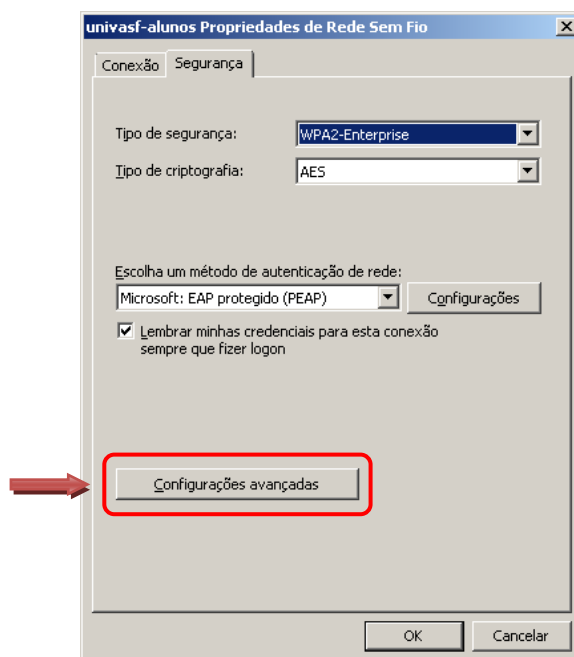 univasf-alunos Propriedades de Rede Sem Fio
Conexão Segurança
Tipo de segurança: WPA2-Enterprise
Tipo de criptografia: AES
Escolha um método de autenticação de rede:
Microsoft: EAP protegido (PEAP) Configurações
Lembrar minhas credenciais para esta conexão
sempre que fizer logon
Configurações avançadas
OK Cancelar